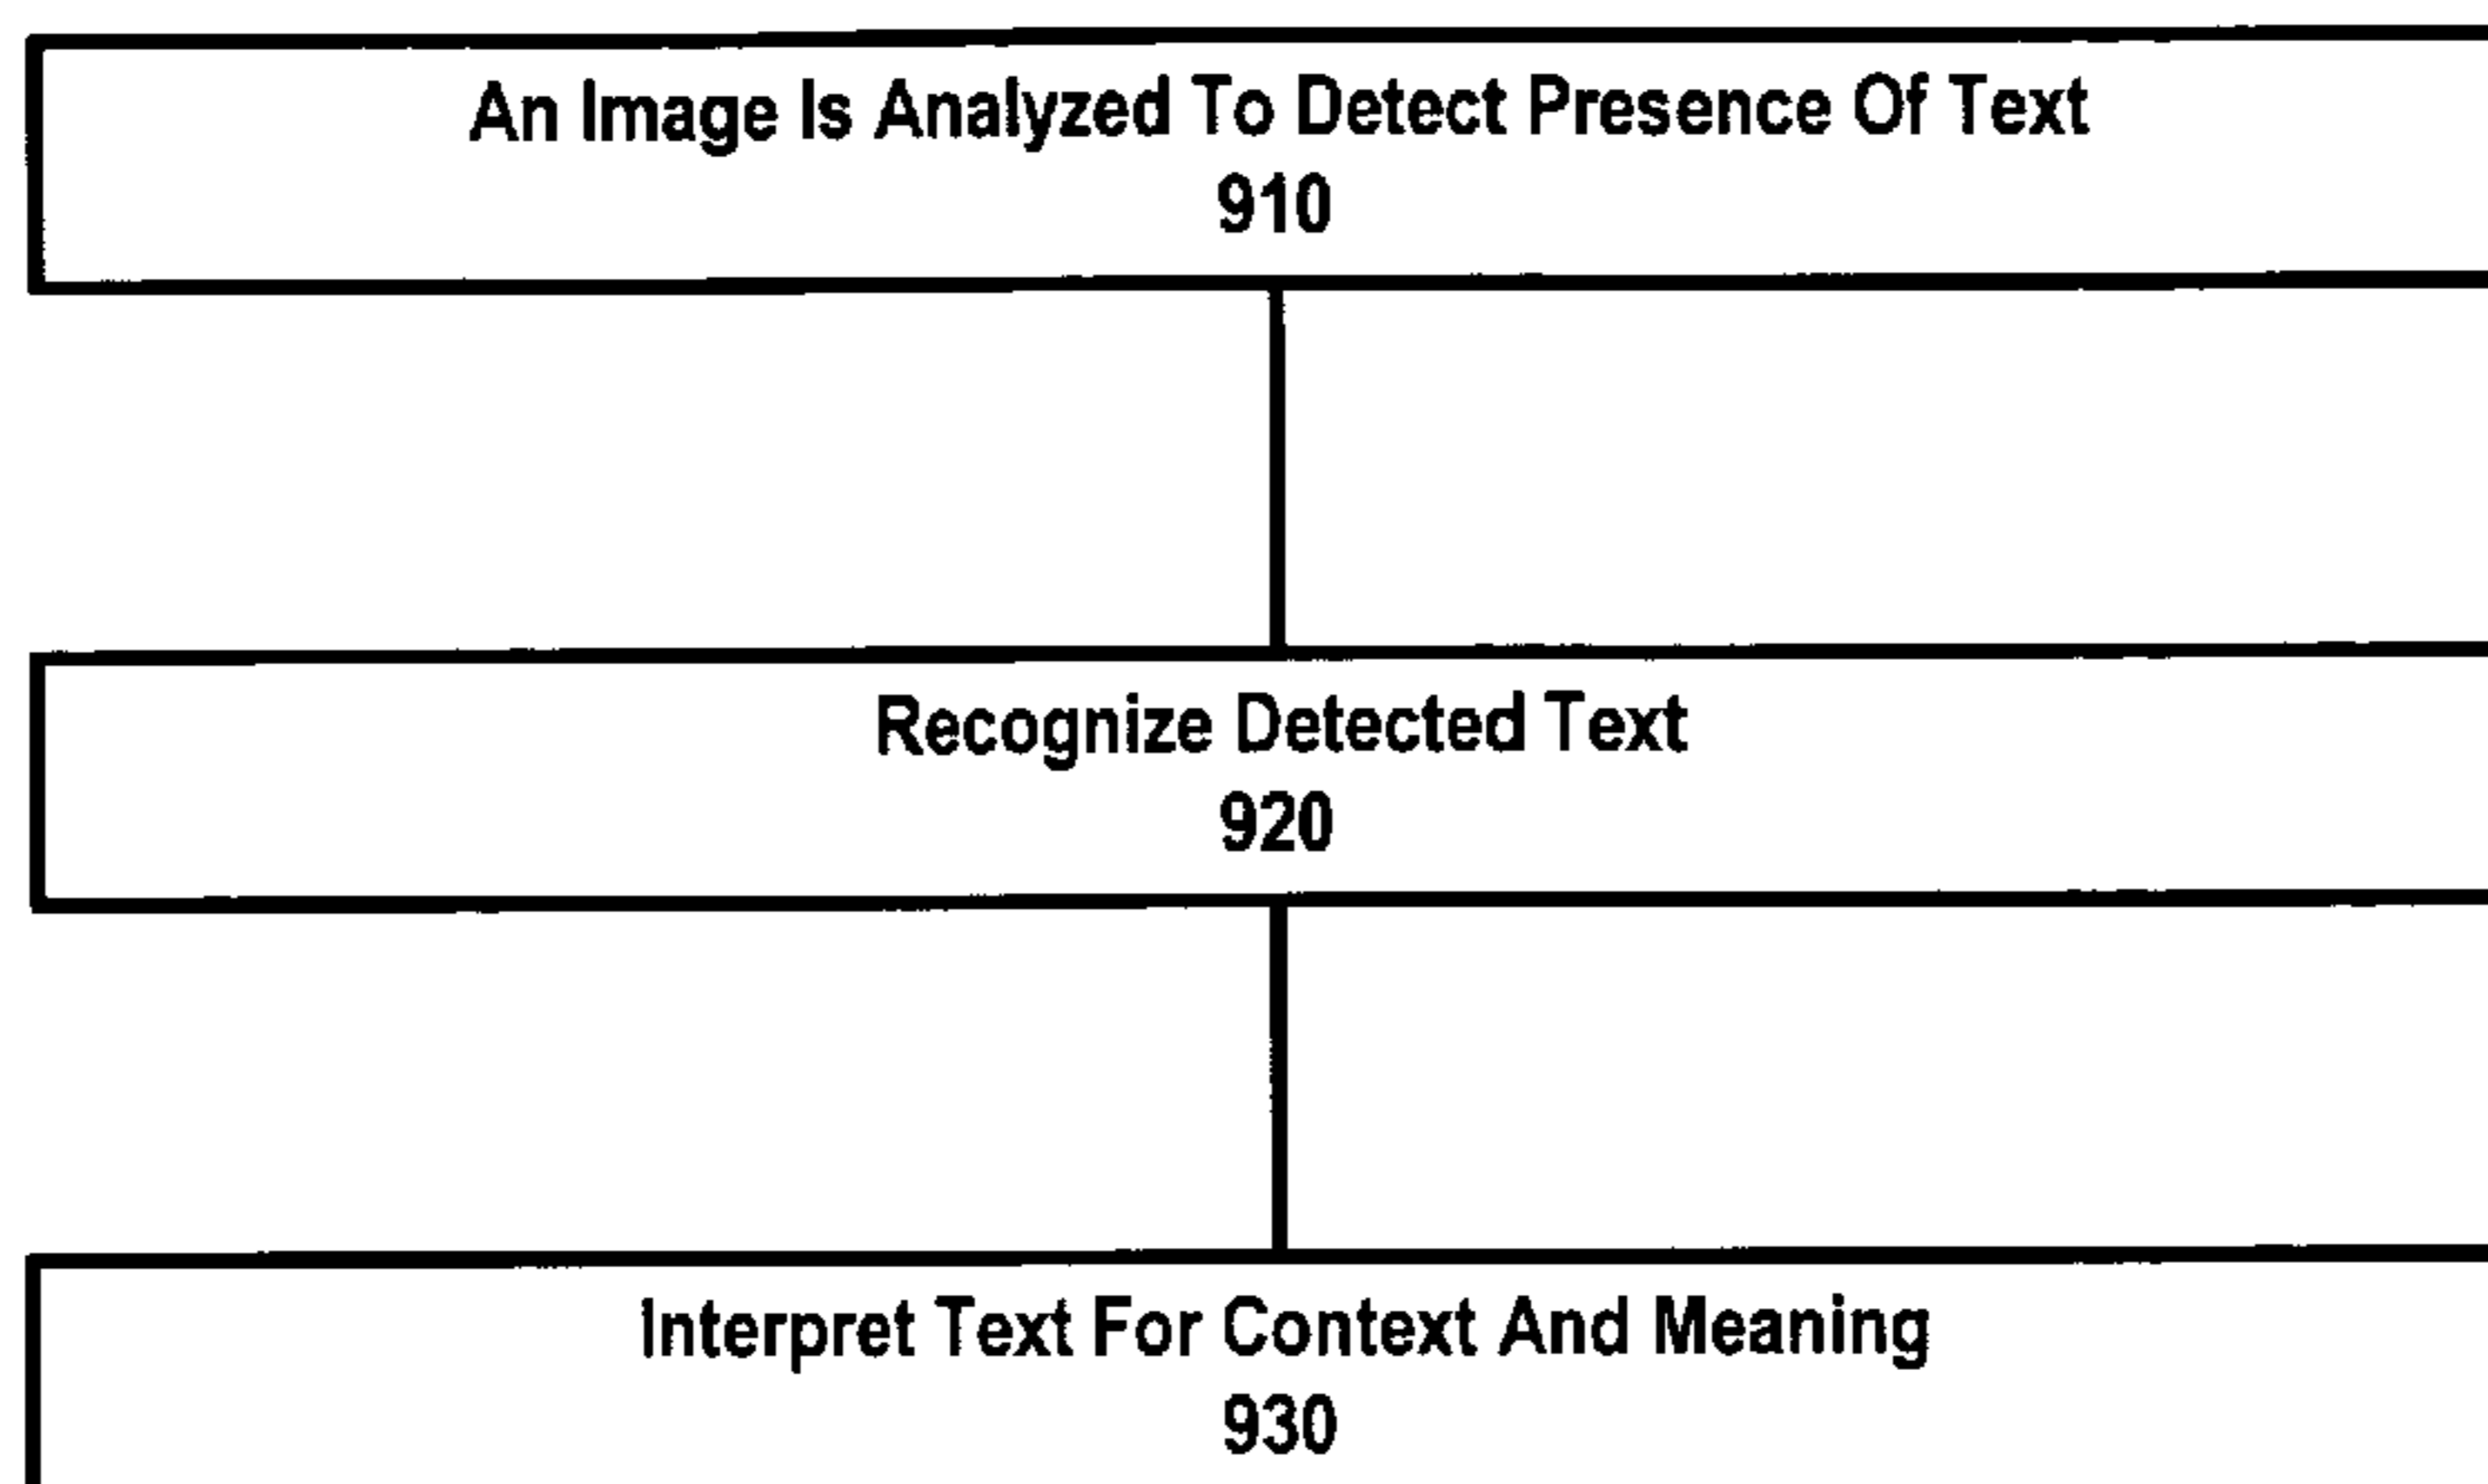 An Image Is Analyzed To Detect Presence Of Text
910
Recognize Detected Text
920
Interpret Text For Context And Meaning
930